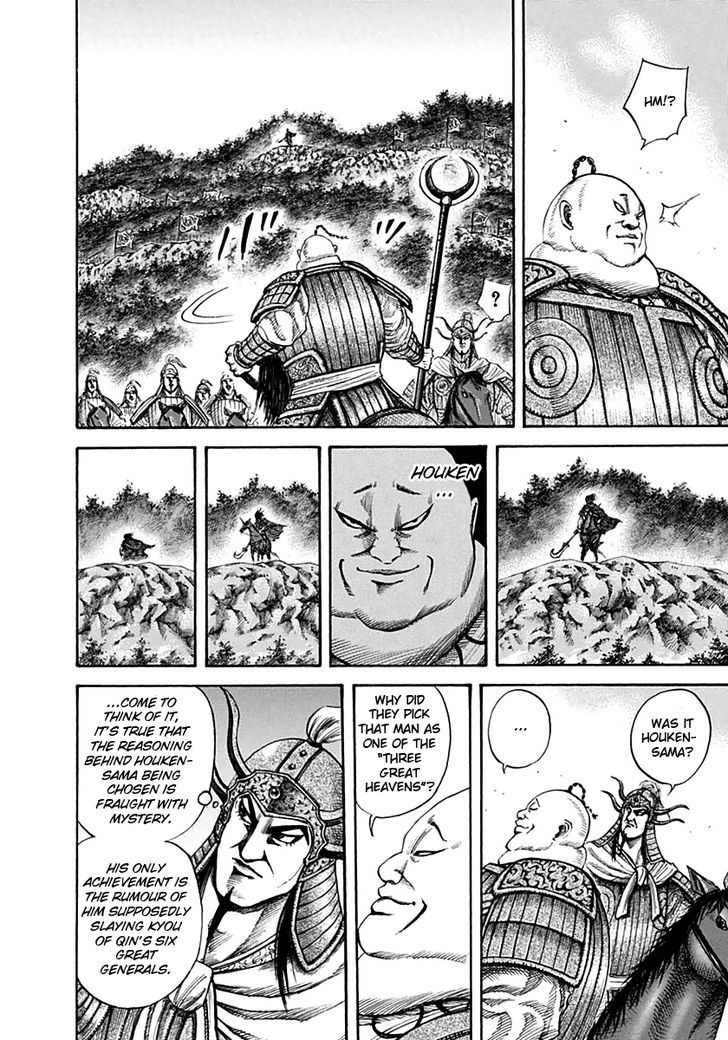 HM!?
?
HOUKEN
...
WAS IT
HOUKEN-
SAMA?
...
WHY DID
THEY PICK
THAT MAN AS
ONE OF THE
"THREE
GREAT
HEAVENS"?
...COME TO
THINK OF IT,
IT'S TRUE THAT
THE REASONING
BEHIND HOUKEN-
SAMA BEING
CHOSEN IS
FRAUGHT WITH
MYSTERY.
HIS ONLY
ACHIEVEMENT IS
THE RUMOUR OF
HIM SUPPOSEDLY
SLAYING KYOU
OF QIN'S SIX
GREAT
GENERALS.